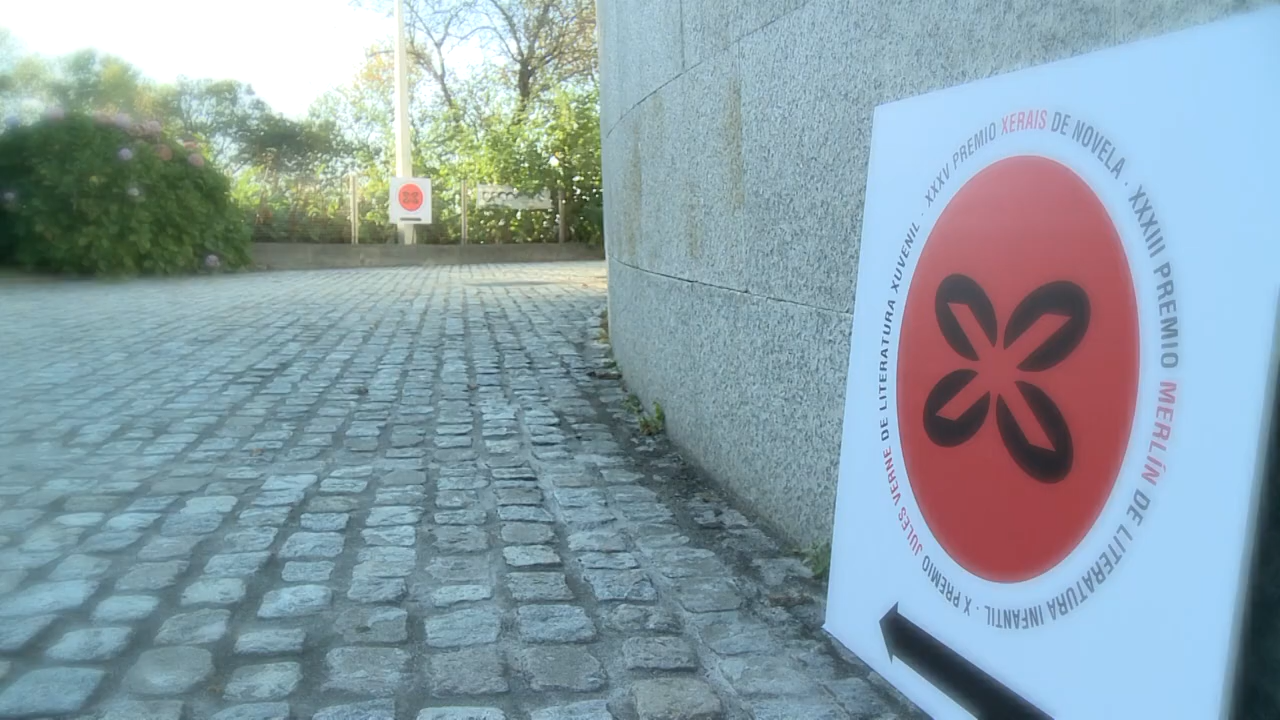 XXXV PREMIO XERAIS DE NOVELA ·
XXXIII PREMIO MERLÍN DE LITERATURA INFANTIL ·
X PREMIO JULES VERNE DE LITERATURA XUVENIL ·